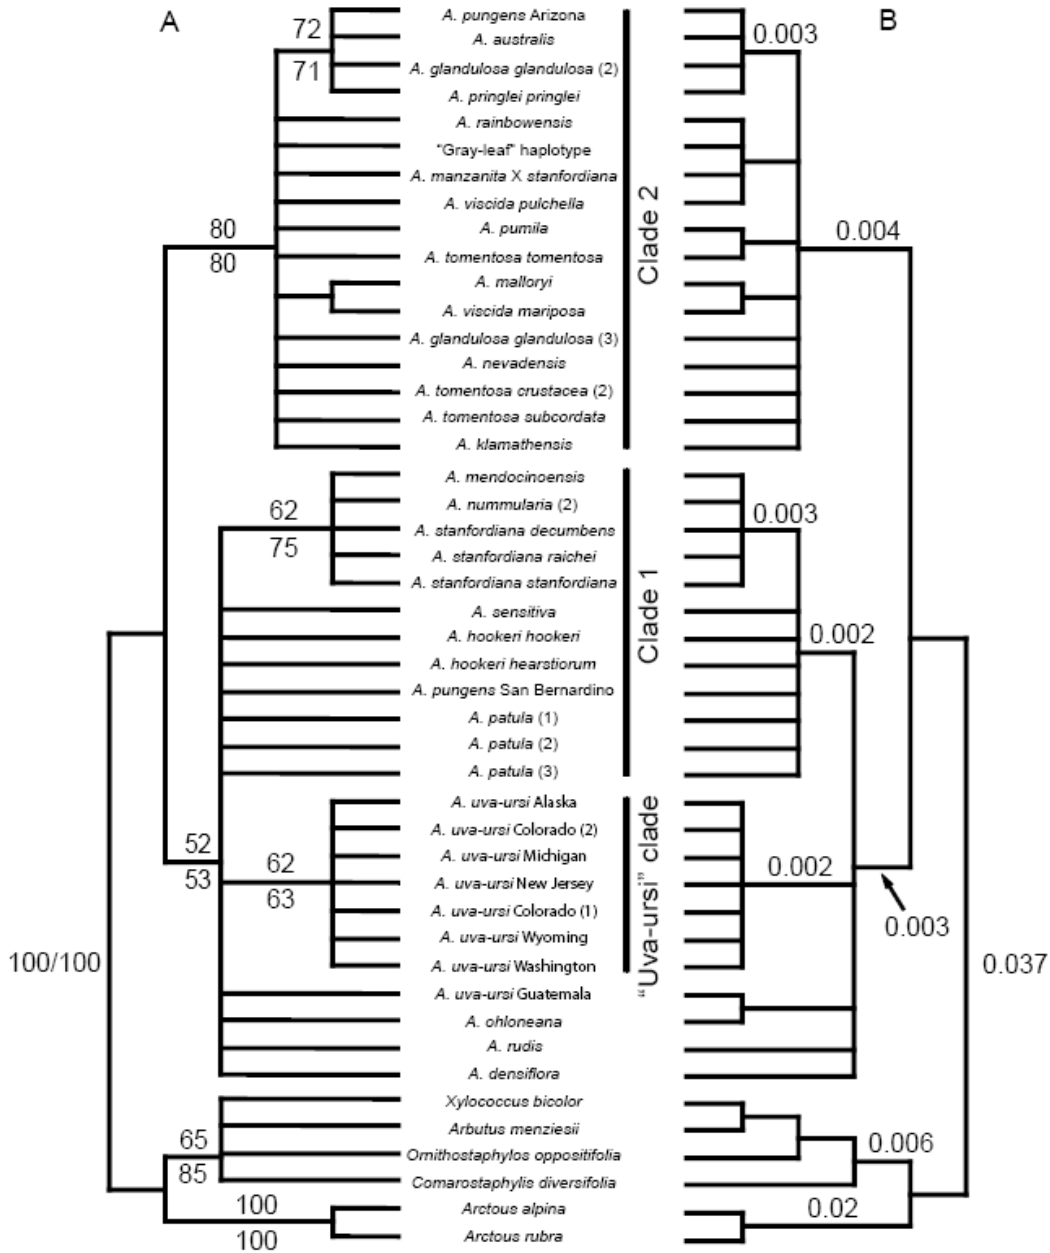 A
B
72
71
80
80
62
75
52
53
62
63
100/100
65
85
100
100
A. pungens Arizona
A. australis
A. glandulosa glandulosa (2)
A. pringlei pringlei
A. rainbowensis
"Gray-leaf" haplotype
A. manzanita X stanfordiana
A. viscida pulchella
A. pumila
A. tomentosa tomentosa
A. malloryi
A. viscida mariposa
A. glandulosa glandulosa (3)
A. nevadensis
A. tomentosa crustacea (2)
A. tomentosa subcordata
A. klamathensis
A. mendocinoensis
A. nummularia (2)
A. stanfordiana decumbens
A. stanfordiana raichei
A. stanfordiana stanfordiana
A. sensitiva
A. hookeri hookeri
A. hookeri hearstiorum
A. pungens San Bernardino
A. patula (1)
A. patula (2)
A. patula (3)
A. uva-ursi Alaska
A. uva-ursi Colorado (2)
A. uva-ursi Michigan
A. uva-ursi New Jersey
A. uva-ursi Colorado (1)
A. uva-ursi Wyoming
A. uva-ursi Washington
A. uva-ursi Guatemala
A. ohloneana
A. rudis
A. densiflora
Xylococcus bicolor
Arbutus menziesii
Ornithostaphylos oppositifolia
Comarostaphylis diversifolia
Arctous alpina
Arctous rubra
Clade 2
Clade 1
"Uva-ursi" clade
0.003
0.004
0.003
0.002
0.002
0.003
0.037
0.006
0.02